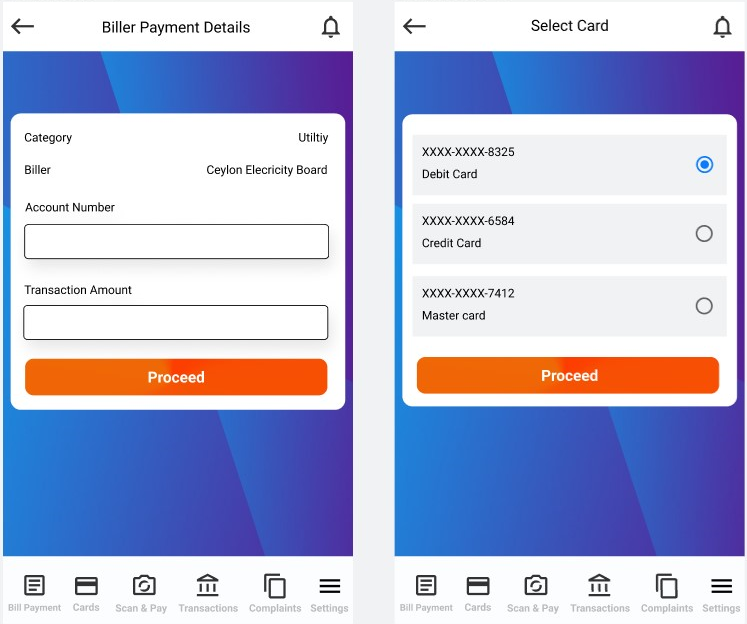 Biller Payment Details
Category Utiltiy
Biller Ceylon Elecricity Board
Account Number
Transaction Amount
Proceed
Bill Payment Cards Scan & Pay Transactions Complaints Settings
Select Card
XXXX-XXXX-8325
Debit Card
XXXX-XXXX-6584
Credit Card
XXXX-XXXX-7412
Master card
Proceed
Bill Payment Cards Scan & Pay Transactions Complaints Settings